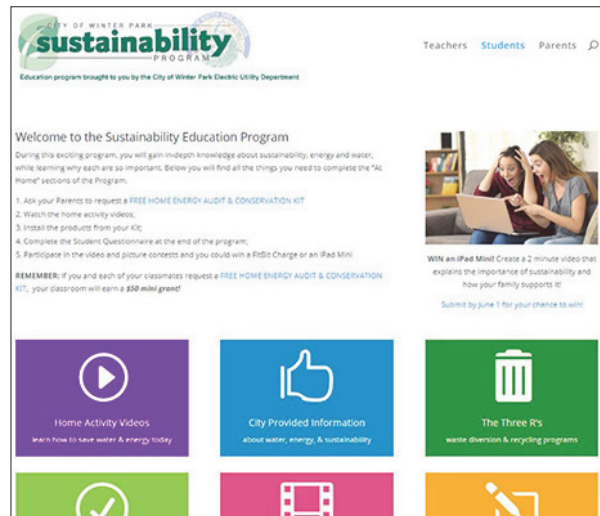 CITY OF WINTER PARK
sustainability
PROGRAM
Education program brought to you by the City of Winter Park Electric Utility Department
Teachers Students Parents
Welcome to the Sustainability Education Program
During this exciting program, you will gain in-depth knowledge about sustainability, energy and water,
while learning why each are so important. Below you will find all the things you need to complete the "At
Home" sections of the Program.
1. Ask your Parents to request a FREE HOME ENERGY AUDIT & CONSERVATION KIT
2. Watch the home activity videos;
3. Install the products from your Kit;
4. Complete the Student Questionnaire at the end of the program;
5. Participate in the video and picture contests and you could win a FitBit Charge or an iPad Mini
REMEMBER: If you and each of your classmates request a FREE HOME ENERGY AUDIT & CONSERVATION
KIT, your classroom will earn a $50 mini grant!
WIN an iPad Mini! Create a 2 minute video that
explains the importance of sustainability and
how your family supports it!
Submit by June 1 for your chance to win!
Home Activity Videos
learn how to save water & energy today
City Provided Information
about water, energy, & sustainability
The Three R's
waste diversion & recycling programs